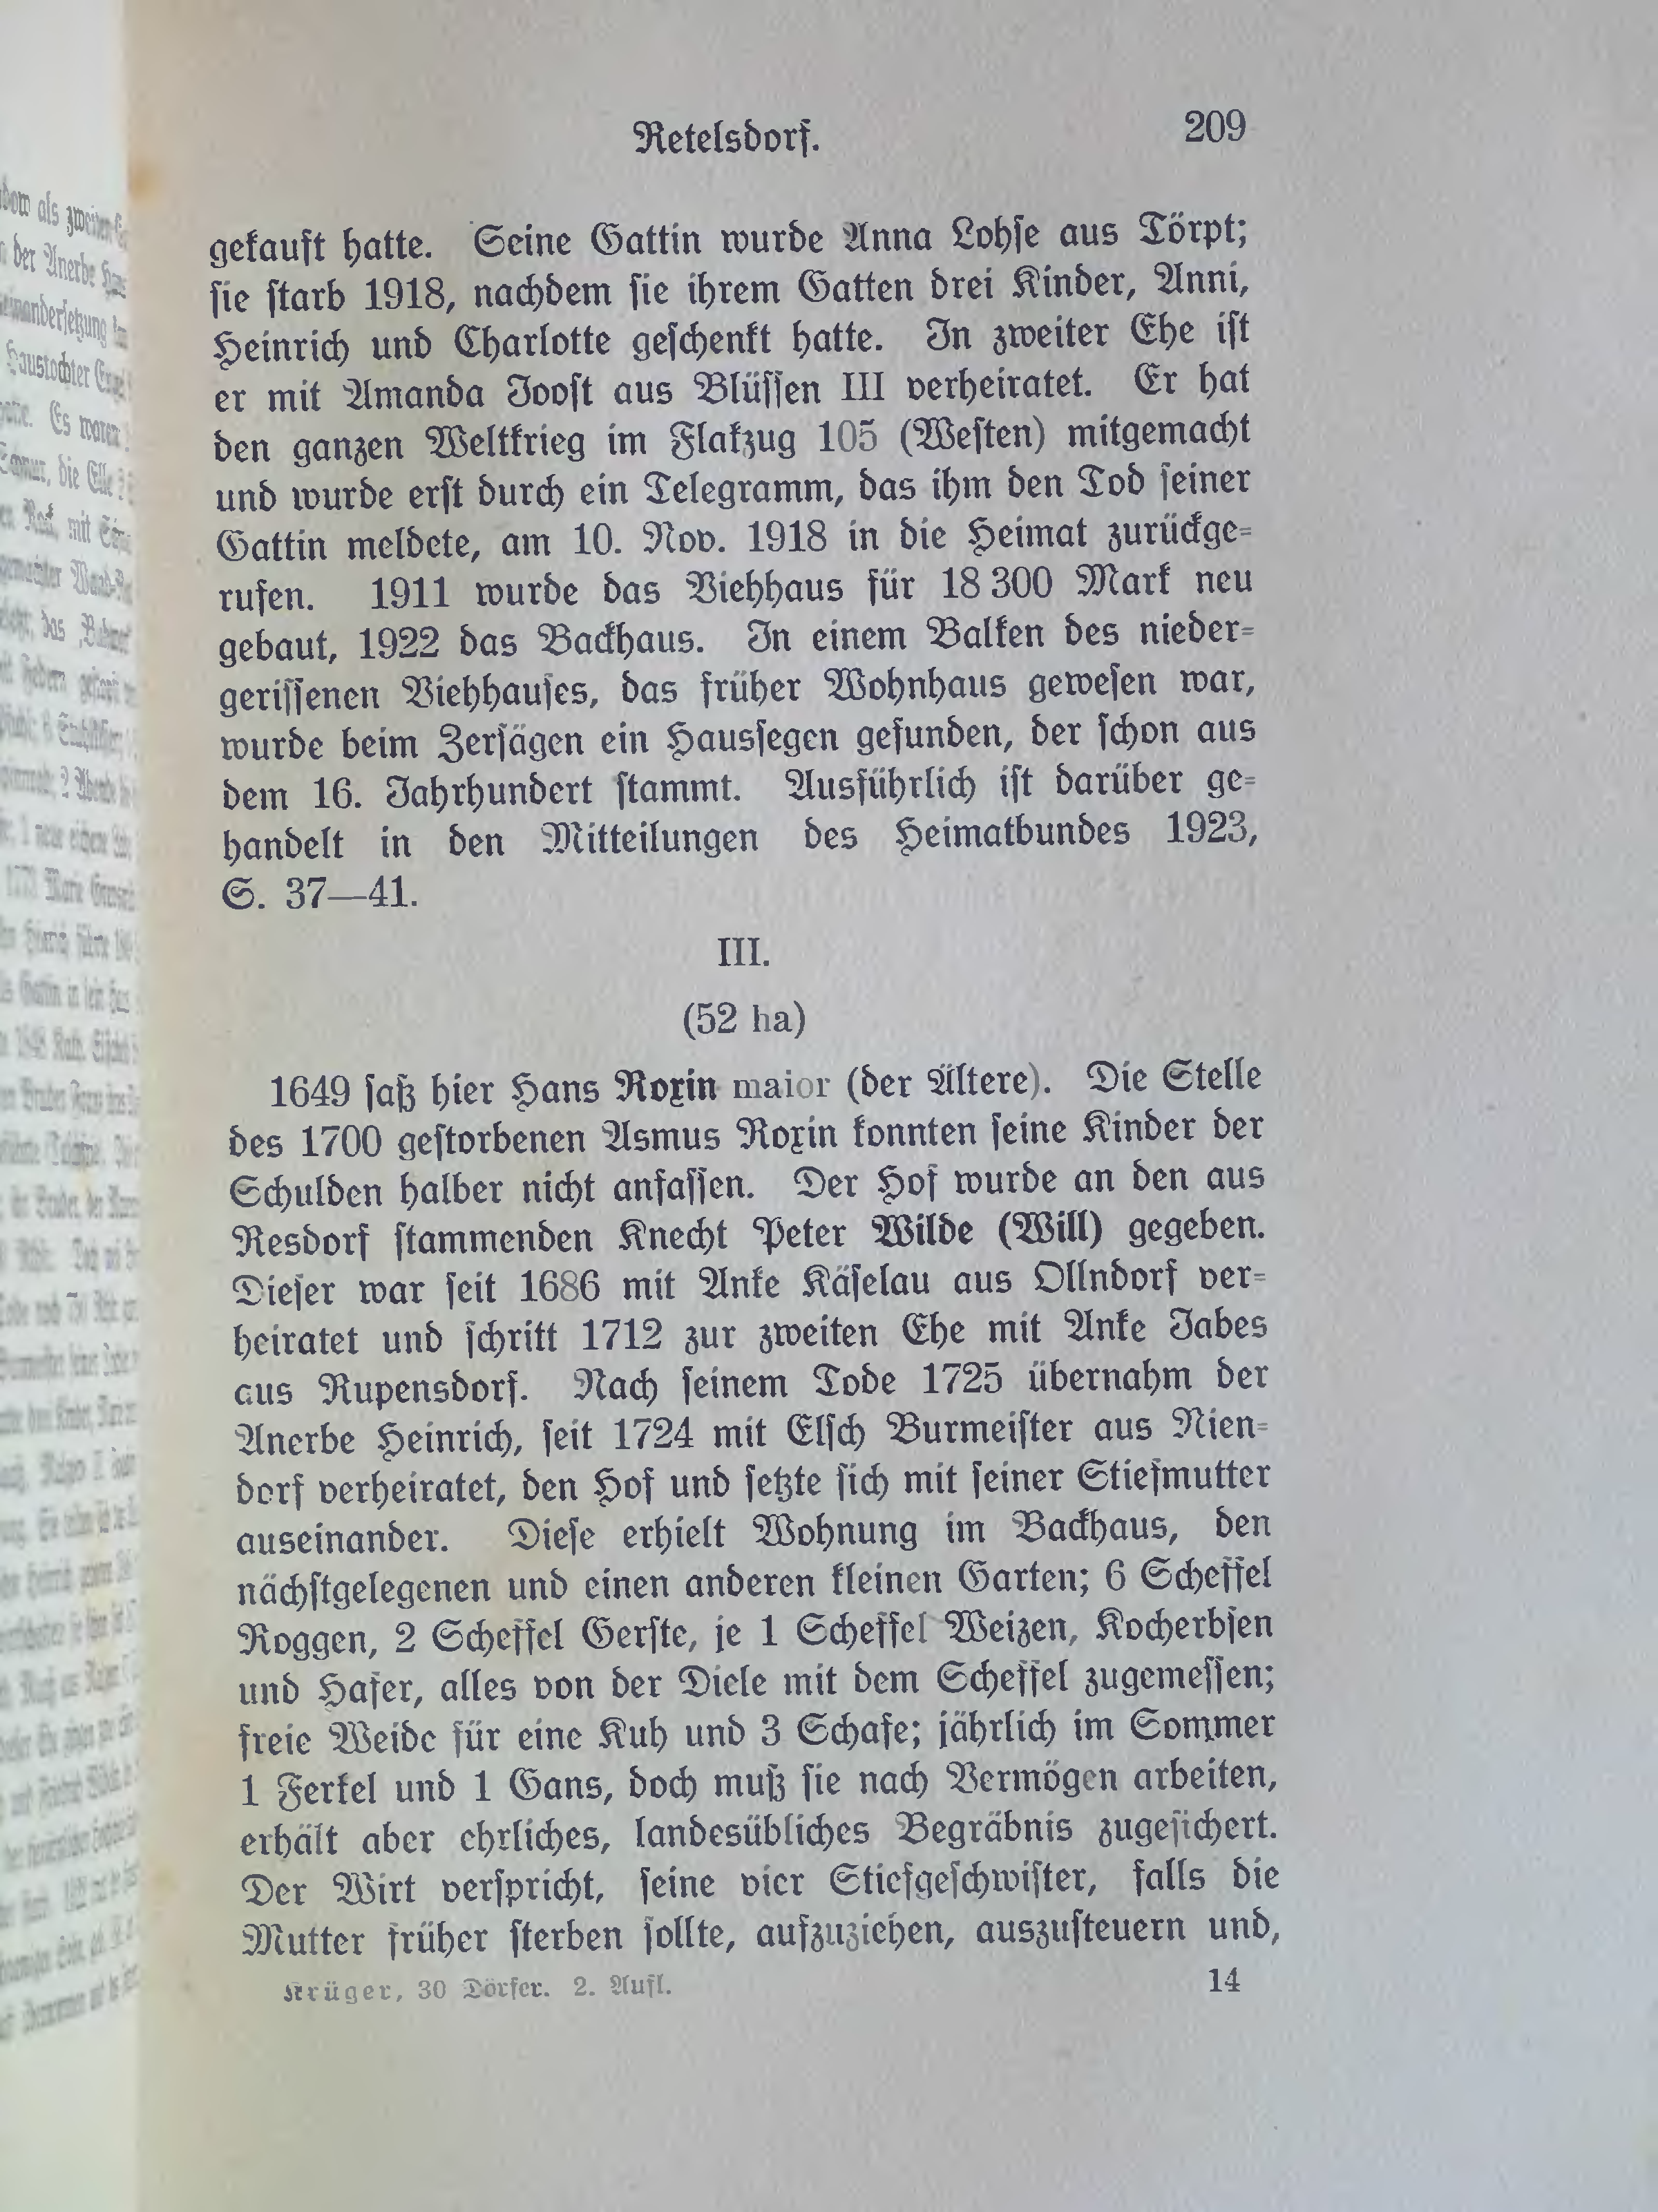 Retelsdorf. 209
gekauft hatte. Seine Gattin wurde Anna Lohse aus Törpt;
sie starb 1918, nachdem sie ihrem Gatten drei Kinder, Anni,
Heinrich und Charlotte geschenkt hatte. In zweiter Ehe ist
er mit Amanda Joost aus Blüssen III verheiratet. Er hat
den ganzen Weltkrieg im Flakzug 105 (Westen) mitgemacht
und wurde erst durch ein Telegramm, das ihm den Tod seiner
Gattin meldete, am 10. Nov. 1918 in die Heimat zurückge-
rufen. 1911 wurde das Viehhaus für 18 300 Mark neu
gebaut, 1922 das Backhaus. In einem Balken des nieder-
gerissenen Viehhauses, das früher Wohnhaus gewesen war,
wurde beim Zersägen ein Haussegen gefunden, der schon aus
dem 16. Jahrhundert stammt. Ausführlich ist darüber ge-
handelt in den Mitteilungen des Heimatbundes 1923,
S. 37—41.
III.
(52 ha)
1649 saß hier Hans Roxin maior (der Ältere). Die Stelle
des 1700 gestorbenen Asmus Roxin konnten seine Kinder der
Schulden halber nicht anfassen. Der Hof wurde an den aus
Resdorf stammenden Knecht Peter Wilde (Will) gegeben.
Dieser war seit 1686 mit Anke Käselau aus Ollndorf ver-
heiratet und schritt 1712 zur zweiten Ehe mit Anke Jabes
aus Rupensdorf. Nach seinem Tode 1725 übernahm der
Anerbe Heinrich, seit 1724 mit Elsch Burmeister aus Nien-
dorf verheiratet, den Hof und setzte sich mit seiner Stiefmutter
auseinander. Diese erhielt Wohnung im Backhaus, den
nächstgelegenen und einen anderen kleinen Garten; 6 Scheffel
Roggen, 2 Scheffel Gerste, je 1 Scheffel Weizen, Kocherbsen
und Hafer, alles von der Diele mit dem Scheffel zugemessen;
freie Weide für eine Kuh und 3 Schafe; jährlich im Sommer
1 Ferkel und 1 Gans, doch muß sie nach Vermögen arbeiten,
erhält aber ehrliches, landesübliches Begräbnis zugesichert.
Der Wirt verspricht, seine vier Stiefgeschwister, falls die
Mutter früher sterben sollte, aufzuziehen, auszusteuern und,
Krüger, 30 Dörfer. 2. Aufl. 14